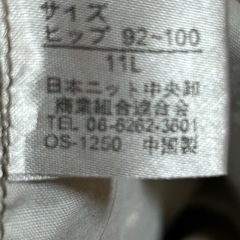 サイズ
ヒップ 92~100
11L
日本ニット中央卸
商業組合連合会
TEL 06-6262-3601
OS-1250 中国製